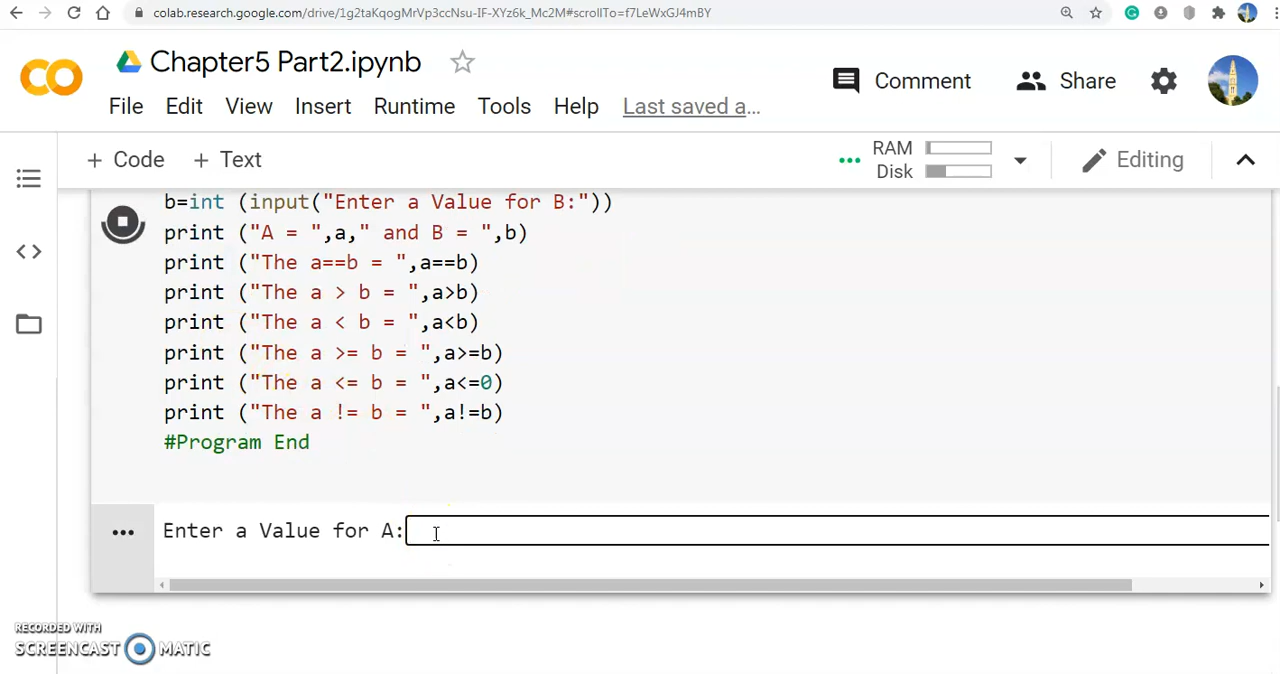 colab.research.google.com/drive/1g2taKqogMrVp3ccNsu-IF-XYz6k_Mc2M#scrollTo=f7LeWxGJ4mBY
CO Chapter5 Part2.ipynb
Comment Share
File Edit View Insert Runtime Tools Help Last saved a...
+ Code + Text RAM Disk Editing
b=int (input("Enter a Value for B:"))
print ("A = ",a," and B = ",b)
print ("The a==b = ",a==b)
print ("The a > b = ",a>b)
print ("The a < b = ",a<b)
print ("The a >= b = ",a>=b)
print ("The a <= b = ",a<=0)
print ("The a != b = ",a!=b)
#Program End
Enter a Value for A:
RECORDED WITH
SCREENCAST MATIC